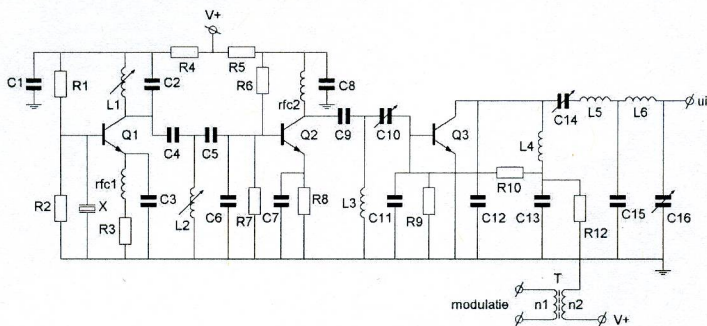 V+
C1
R1
L1
C2
R4
R5
R6
rfc2
C8
Q1
C4
C5
Q2
C9
C10
Q3
C14
L5
L6
ui
rfc1
C3
R2
X
R3
L2
C6
R7
C7
R8
L3
C11
R9
R10
L4
C12
C13
R12
C15
C16
T
modulatie
n1
n2
V+